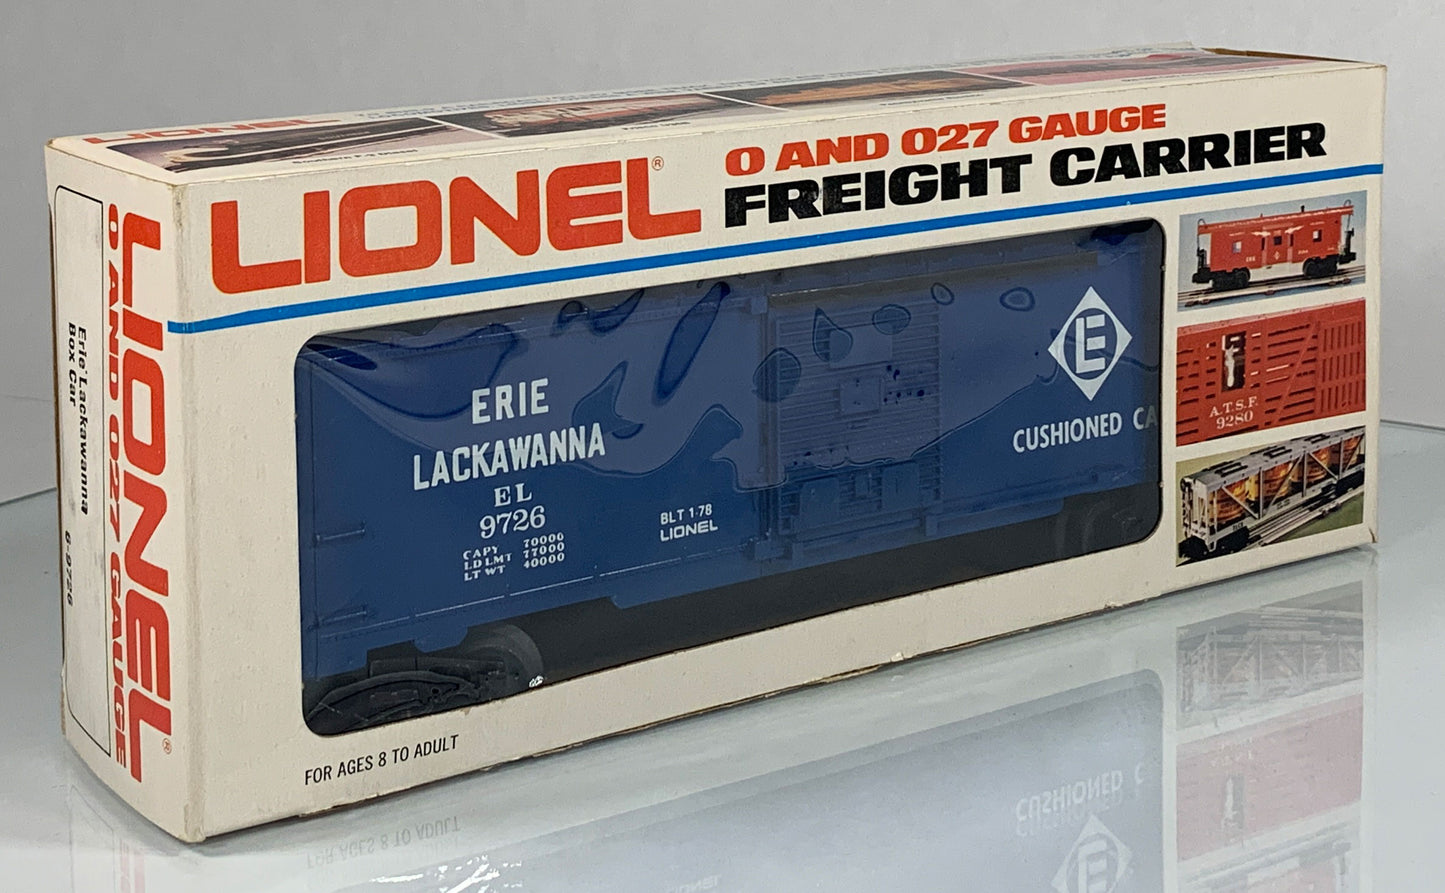 LIONEL
LIONEL®
O AND 027 GAUGE
FREIGHT CARRIER
LIONEL®
O AND 027 GAUGE
Erie Lackawanna
Box Car
6-9726
ERIE
LACKAWANNA
EL
9726
CAPY 70000
LD LMT 77000
LT WT 40000
BLT 1-78
LIONEL
E
CUSHIONED CA
A.T.S.F.
9280
FOR AGES 8 TO ADULT